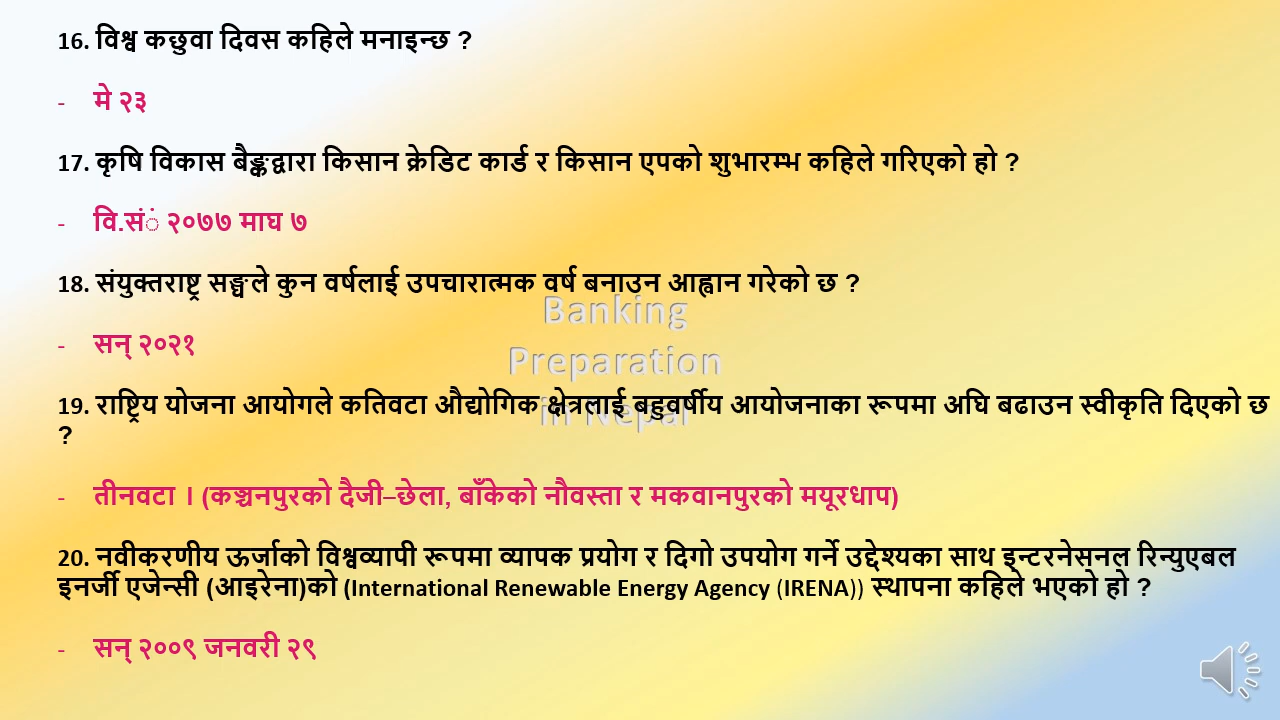 16. विश्व कछुवा दिवस कहिले मनाइन्छ ?
- मे २३
17. कृषि विकास बैङ्कद्वारा किसान क्रेडिट कार्ड र किसान एपको शुभारम्भ कहिले गरिएको हो ?
- वि.संं २०७७ माघ ७
18. संयुक्तराष्ट्र सङ्घले कुन वर्षलाई उपचारात्मक वर्ष बनाउन आह्वान गरेको छ ?
- सन् २०२१
Banking
Preparation
in Nepal
19. राष्ट्रिय योजना आयोगले कतिवटा औद्योगिक क्षेत्रलाई बहुवर्षीय आयोजनाका रूपमा अघि बढाउन स्वीकृति दिएको छ
?
- तीनवटा । (कञ्चनपुरको दैजी–छेला, बाँकेको नौवस्ता र मकवानपुरको मयूरधाप)
20. नवीकरणीय ऊर्जाको विश्वव्यापी रूपमा व्यापक प्रयोग र दिगो उपयोग गर्ने उद्देश्यका साथ इन्टरनेसनल रिन्युएबल
इनर्जी एजेन्सी (आइरेना)को (International Renewable Energy Agency (IRENA)) स्थापना कहिले भएको हो ?
- सन् २००९ जनवरी २९